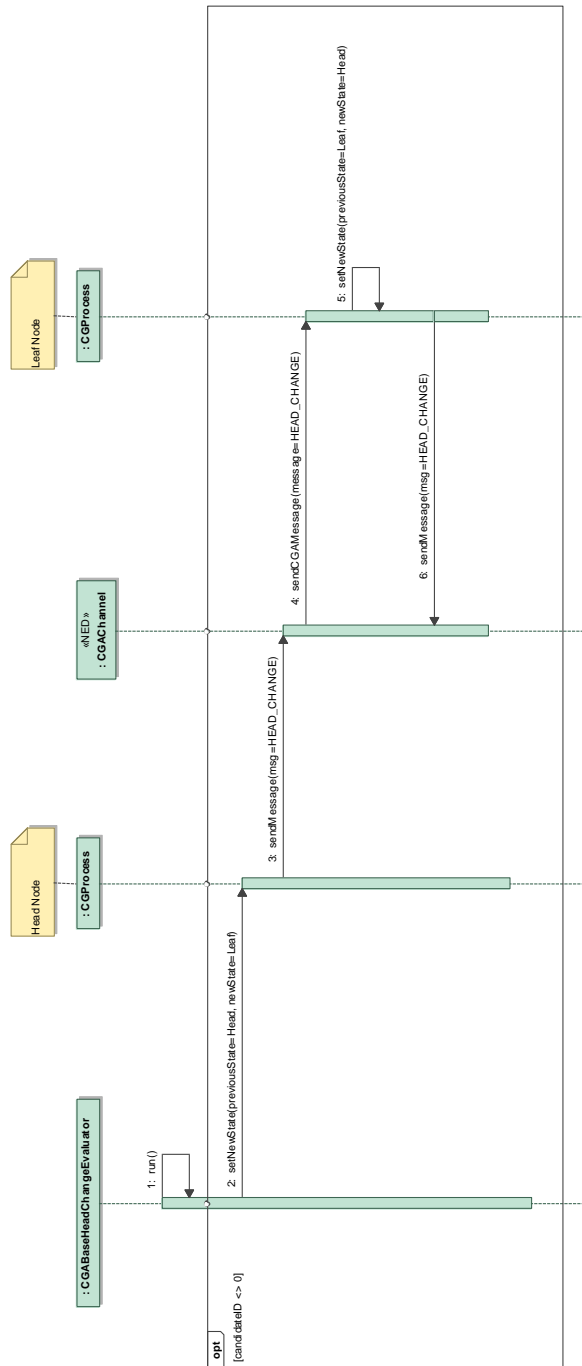 Head Node
Leaf Node
: CGABaseHeadChangeEvaluator
: CGProcess
«NED»
: CGAChannel
: CGProcess
1: run()
opt
[candidateID <> 0]
2: setNewState(previousState=Head, newState=Leaf)
3: sendMessage(msg=HEAD_CHANGE)
4: sendCGAMessage(message=HEAD_CHANGE)
5: setNewState(previousState=Leaf, newState=Head)
6: sendMessage(msg=HEAD_CHANGE)